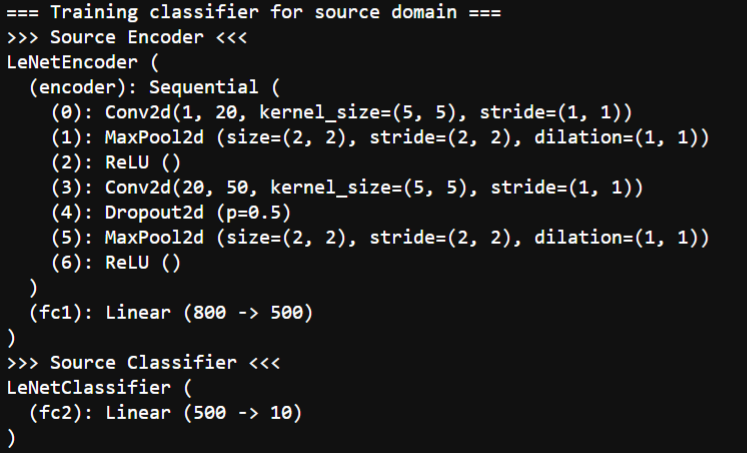 === Training classifier for source domain ===
>>> Source Encoder <<<
LeNetEncoder (
  (encoder): Sequential (
    (0): Conv2d(1, 20, kernel_size=(5, 5), stride=(1, 1))
    (1): MaxPool2d (size=(2, 2), stride=(2, 2), dilation=(1, 1))
    (2): ReLU ()
    (3): Conv2d(20, 50, kernel_size=(5, 5), stride=(1, 1))
    (4): Dropout2d (p=0.5)
    (5): MaxPool2d (size=(2, 2), stride=(2, 2), dilation=(1, 1))
    (6): ReLU ()
  )
  (fc1): Linear (800 -> 500)
)
>>> Source Classifier <<<
LeNetClassifier (
  (fc2): Linear (500 -> 10)
)